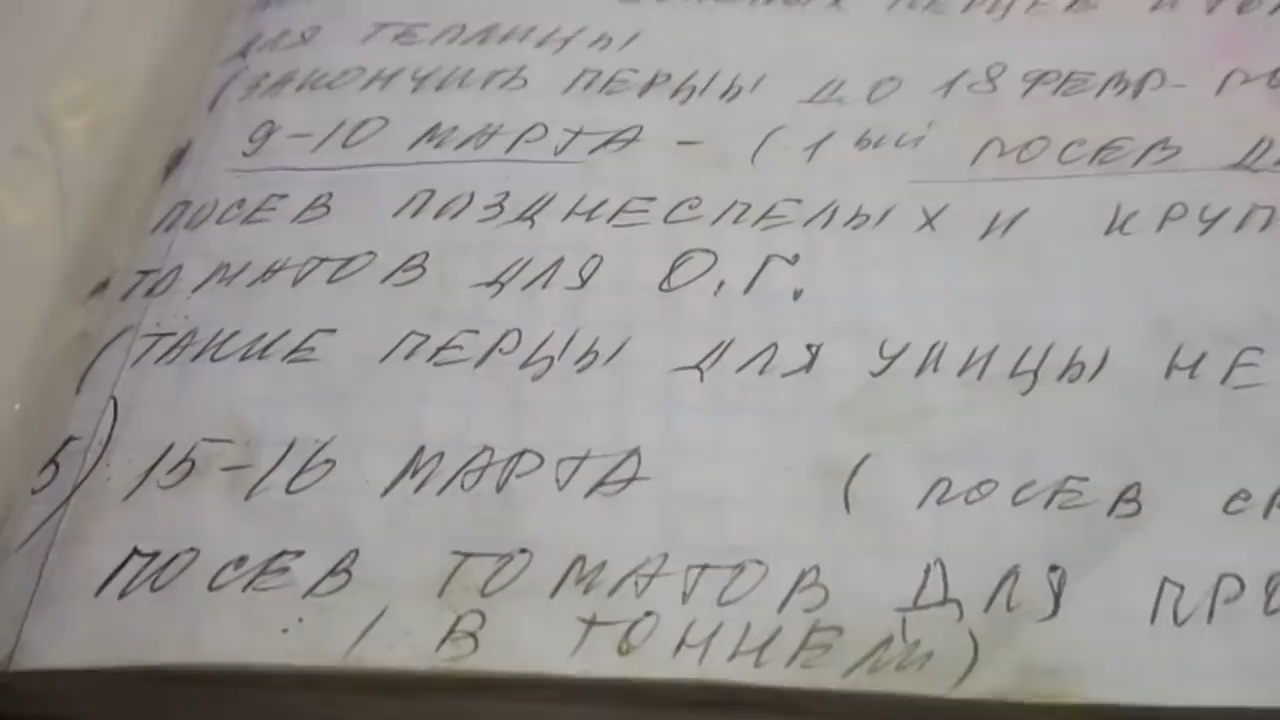 ПЕРЦЕВ И
ДЛЯ ТЕПЛИЦЫ
(ЗАКОНЧИТЬ ПЕРЦЫ ДО 18 ФЕВР-
9-10 МАРТА - (1ый ПОСЕВ
ПОСЕВ ПОЗДНЕСПЕЛЫХ И КРУП
ТОМАТОВ ДЛЯ О.Г.
(ТАКИЕ ПЕРЦЫ ДЛЯ УЛИЦЫ НЕ
5) 15-16 МАРТА (ПОСЕВ
ПОСЕВ ТОМАТОВ ДЛЯ
(В ТОННЕЛИ)